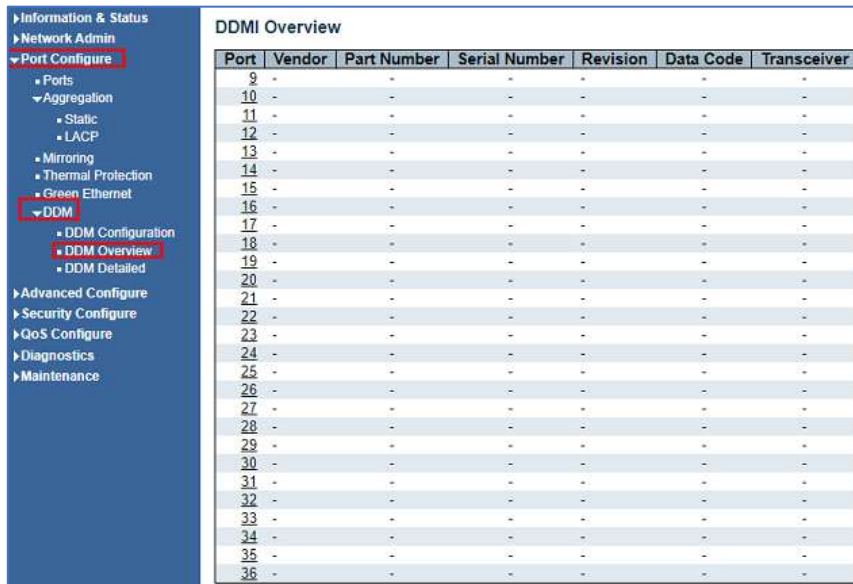 Information & Status
Network Admin
Port Configure
Ports
Aggregation
Static
LACP
Mirroring
Thermal Protection
Green Ethernet
DDM
DDM Configuration
DDM Overview
DDM Detailed
Advanced Configure
Security Configure
QoS Configure
Diagnostics
Maintenance
DDMI Overview
Port Vendor Part Number Serial Number Revision Data Code Transceiver
9 - - - - - -
10 - - - - - -
11 - - - - - -
12 - - - - - -
13 - - - - - -
14 - - - - - -
15 - - - - - -
16 - - - - - -
17 - - - - - -
18 - - - - - -
19 - - - - - -
20 - - - - - -
21 - - - - - -
22 - - - - - -
23 - - - - - -
24 - - - - - -
25 - - - - - -
26 - - - - - -
27 - - - - - -
28 - - - - - -
29 - - - - - -
30 - - - - - -
31 - - - - - -
32 - - - - - -
33 - - - - - -
34 - - - - - -
35 - - - - - -
36 - - - - - -